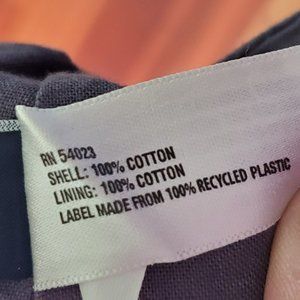 RN 54023
SHELL: 100% COTTON
LINING: 100% COTTON
LABEL MADE FROM 100% RECYCLED PLASTIC